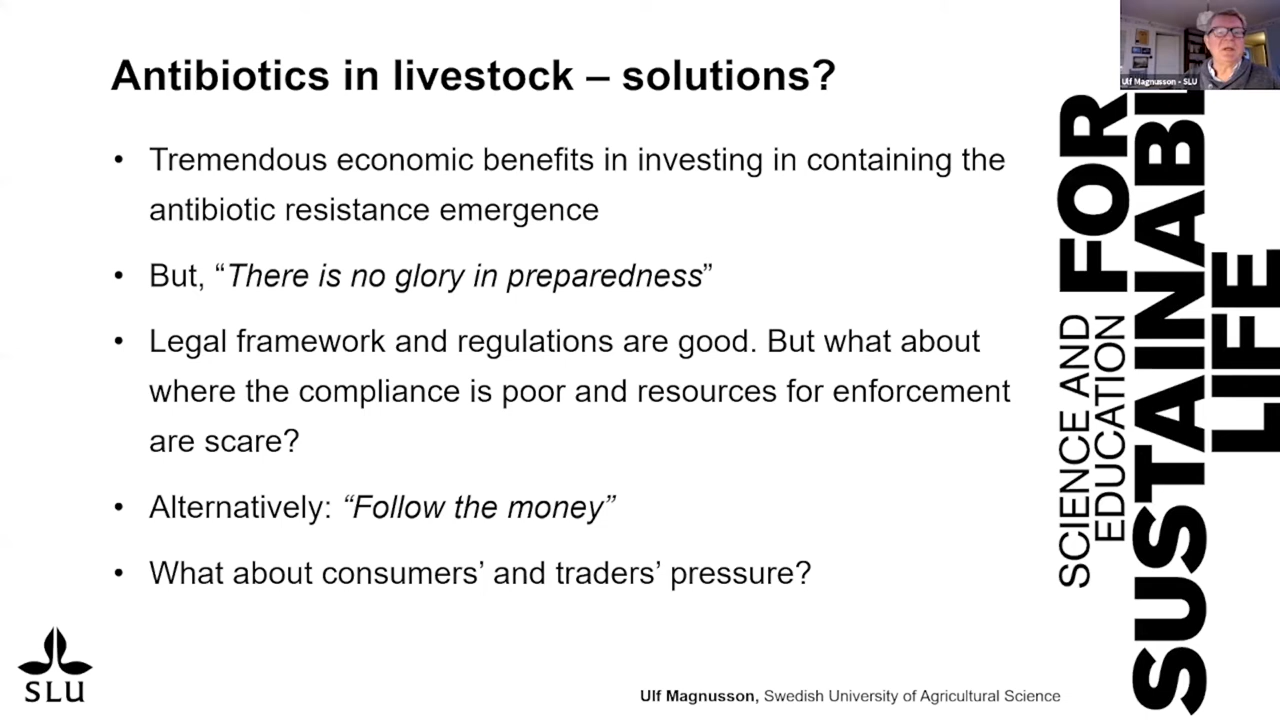 Antibiotics in livestock – solutions?
• Tremendous economic benefits in investing in containing the
antibiotic resistance emergence
• But, “There is no glory in preparedness”
• Legal framework and regulations are good. But what about
where the compliance is poor and resources for enforcement
are scare?
• Alternatively: “Follow the money”
• What about consumers’ and traders’ pressure?
Ulf Magnusson - SLU
SCIENCE AND
EDUCATION FOR
SUSTAINABL
LIFE
SLU
Ulf Magnusson, Swedish University of Agricultural Science